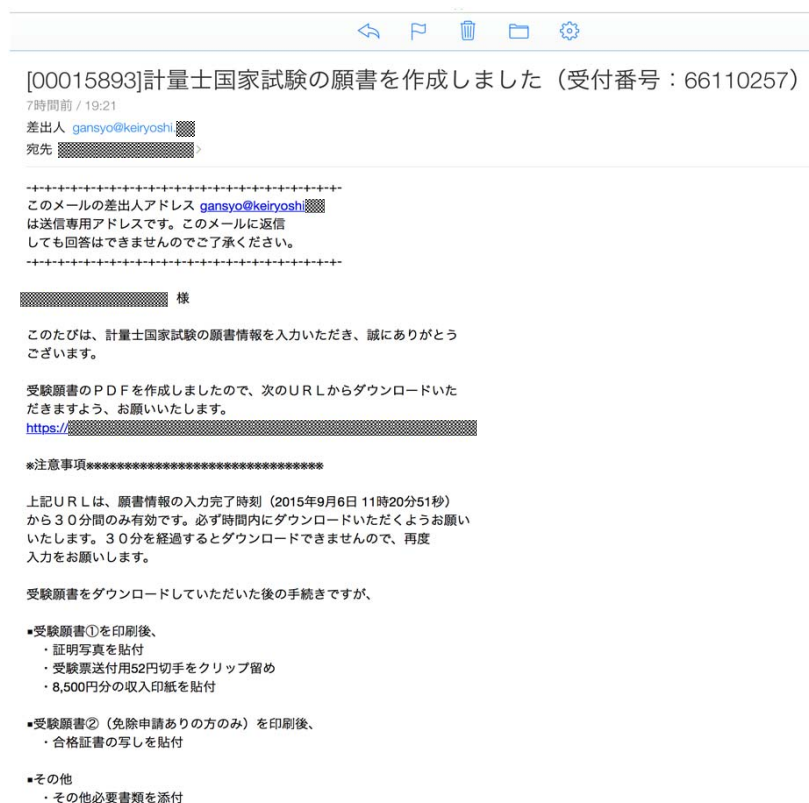 [00015893]計量士国家試験の願書を作成しました（受付番号：66110257）
7時間前 / 19:21
差出人 gansyo@keiryoshi.
宛先
-+-+-+-+-+-+-+-+-+-+-+-+-+-+-+-+-+-+-+-+-+-+-+-+-+-
このメールの差出人アドレス gansyo@keiryoshi
は送信専用アドレスです。このメールに返信
しても回答はできませんのでご了承ください。
-+-+-+-+-+-+-+-+-+-+-+-+-+-+-+-+-+-+-+-+-+-+-+-+-+-
様
このたびは、計量士国家試験の願書情報を入力いただき、誠にありがとう
ございます。
受験願書のＰＤＦを作成しましたので、次のＵＲＬからダウンロードいた
だきますよう、お願いいたします。
https://
※注意事項※※※※※※※※※※※※※※※※※※※※※※※※※※※※※※※
上記ＵＲＬは、願書情報の入力完了時刻（2015年9月6日 11時20分51秒）
から３０分間のみ有効です。必ず時間内にダウンロードいただくようお願い
いたします。３０分を経過するとダウンロードできませんので、再度
入力をお願いします。
受験願書をダウンロードしていただいた後の手続きですが、
■受験願書①を印刷後、
・証明写真を貼付
・受験票送付用52円切手をクリップ留め
・8,500円分の収入印紙を貼付
■受験願書②（免除申請ありの方のみ）を印刷後、
・合格証書の写しを貼付
■その他
・その他必要書類を添付